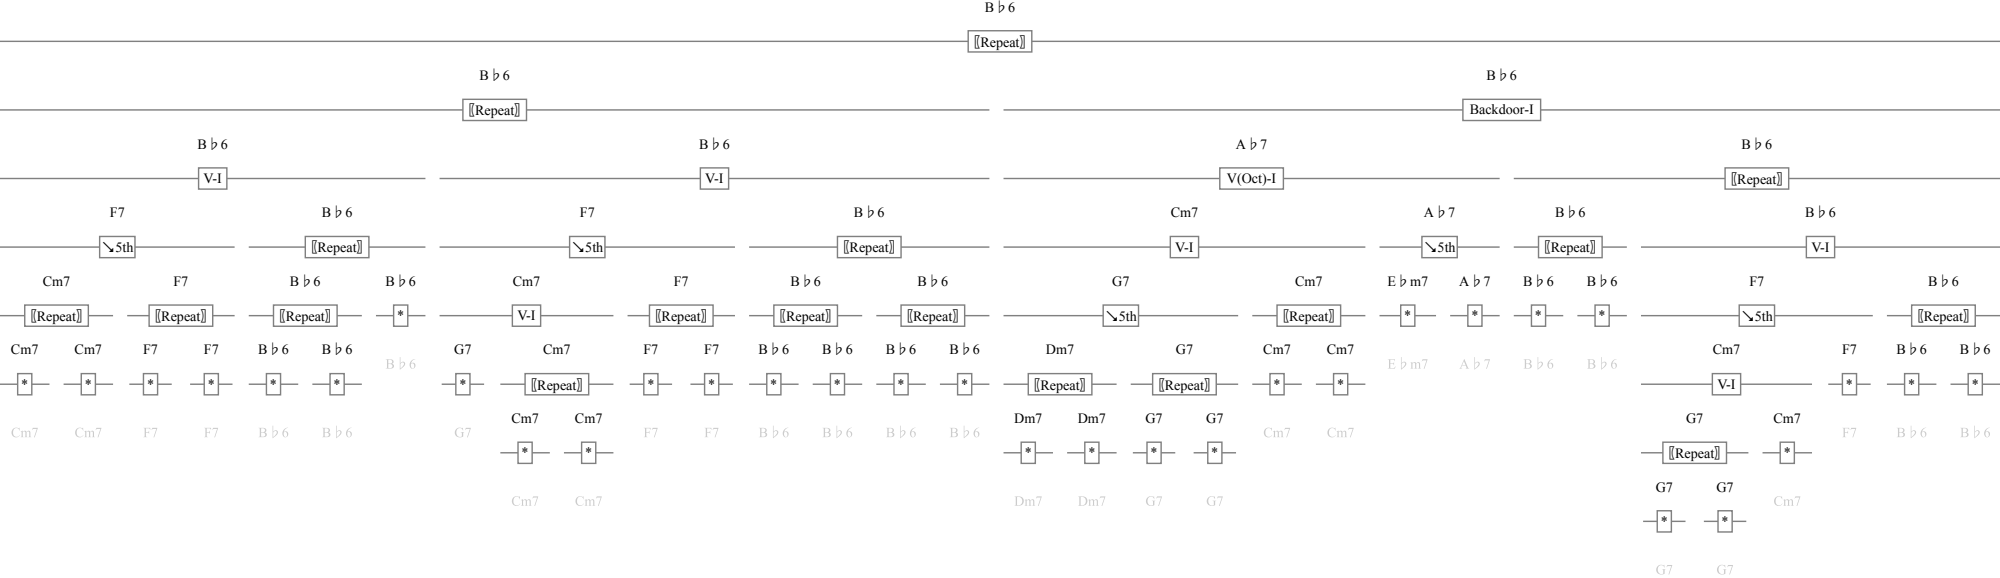 B♭6
〚Repeat〛
B♭6 B♭6
〚Repeat〛 Backdoor-I
B♭6 B♭6 A♭7 B♭6
V-I V-I V(Oct)-I 〚Repeat〛
F7 B♭6 F7 B♭6 Cm7 A♭7 B♭6 B♭6
↘5th 〚Repeat〛 ↘5th 〚Repeat〛 V-I ↘5th 〚Repeat〛 V-I
Cm7 F7 B♭6 B♭6 Cm7 F7 B♭6 B♭6 G7 Cm7 E♭m7 A♭7 B♭6 B♭6 F7 B♭6
〚Repeat〛 〚Repeat〛 〚Repeat〛 * V-I 〚Repeat〛 〚Repeat〛 〚Repeat〛 ↘5th 〚Repeat〛 * * * * ↘5th 〚Repeat〛
Cm7 Cm7 F7 F7 B♭6 B♭6 B♭6 G7 Cm7 F7 F7 B♭6 B♭6 B♭6 B♭6 Dm7 G7 Cm7 Cm7 E♭m7 A♭7 B♭6 B♭6 Cm7 F7 B♭6 B♭6
* * * * * * * 〚Repeat〛 * * * * * * 〚Repeat〛 〚Repeat〛 * * V-I * * *
Cm7 Cm7 F7 F7 B♭6 B♭6 G7 Cm7 Cm7 F7 F7 B♭6 B♭6 B♭6 B♭6 Dm7 Dm7 G7 G7 Cm7 Cm7 G7 Cm7 F7 B♭6 B♭6
* * * * * * 〚Repeat〛 *
Cm7 Cm7 Dm7 Dm7 G7 G7 G7 G7 Cm7
* *
G7 G7